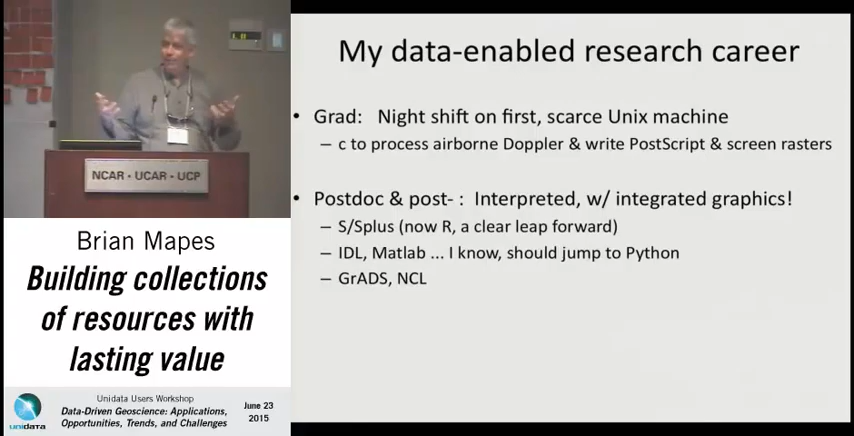 My data-enabled research career
• Grad: Night shift on first, scarce Unix machine
– c to process airborne Doppler & write PostScript & screen rasters
• Postdoc & post- : Interpreted, w/ integrated graphics!
– S/Splus (now R, a clear leap forward)
– IDL, Matlab ... I know, should jump to Python
– GrADS, NCL
NCAR • UCAR • UCP
Brian Mapes
Building collections
of resources with
lasting value
unidata
Unidata Users Workshop
Data-Driven Geoscience: Applications,
Opportunities, Trends, and Challenges
June 23
2015